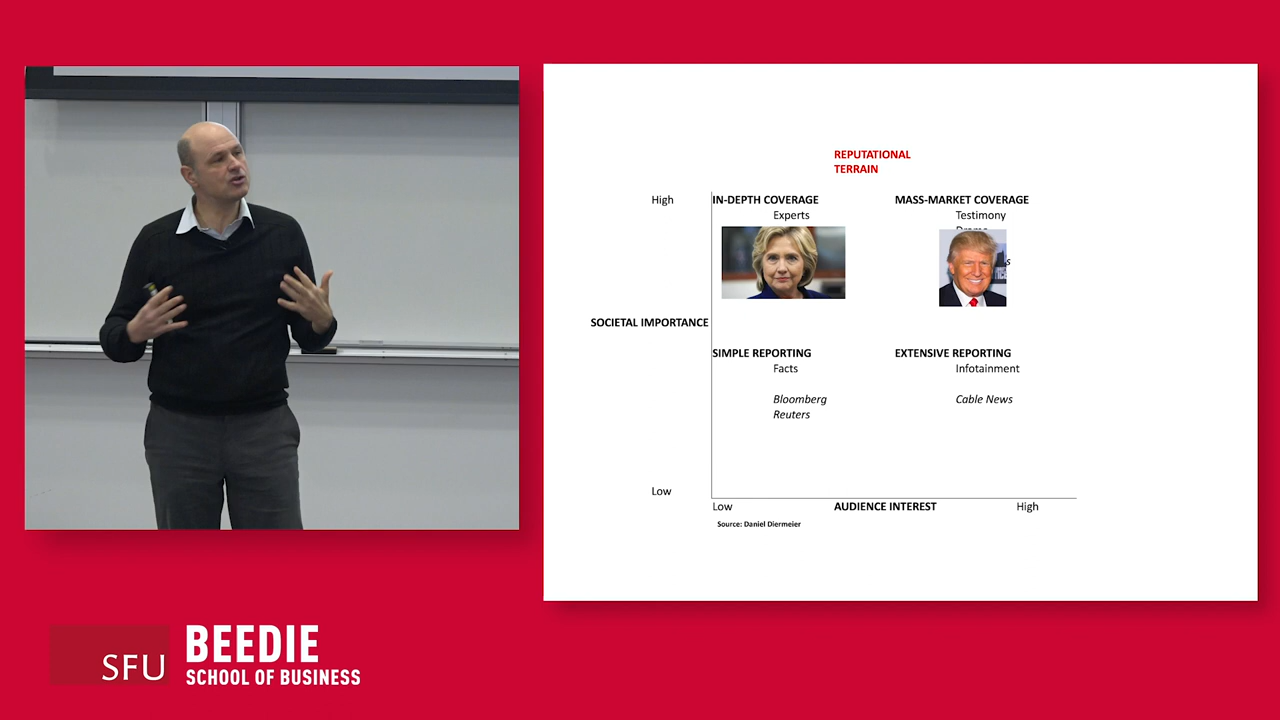 REPUTATIONAL
TERRAIN
High
IN-DEPTH COVERAGE
MASS-MARKET COVERAGE
Experts
Testimony
SOCIETAL IMPORTANCE
SIMPLE REPORTING
EXTENSIVE REPORTING
Facts
Infotainment
Bloomberg
Cable News
Reuters
Low
Low
AUDIENCE INTEREST
High
Source: Daniel Diermeier
SFU
BEEDIE
SCHOOL OF BUSINESS